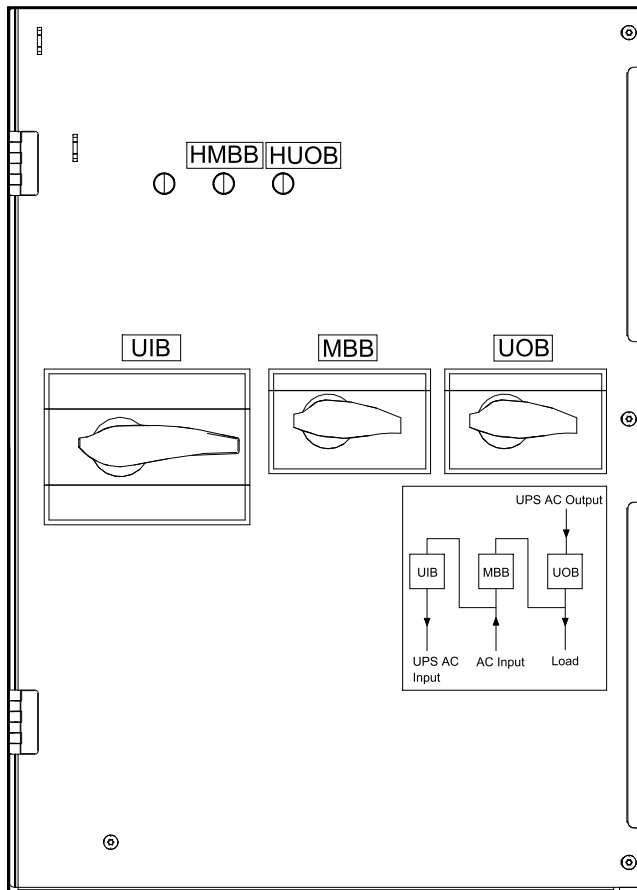 HMBB HUOB
UIB MBB UOB
UPS AC Output
UIB MBB UOB
UPS AC
Input
AC Input
Load